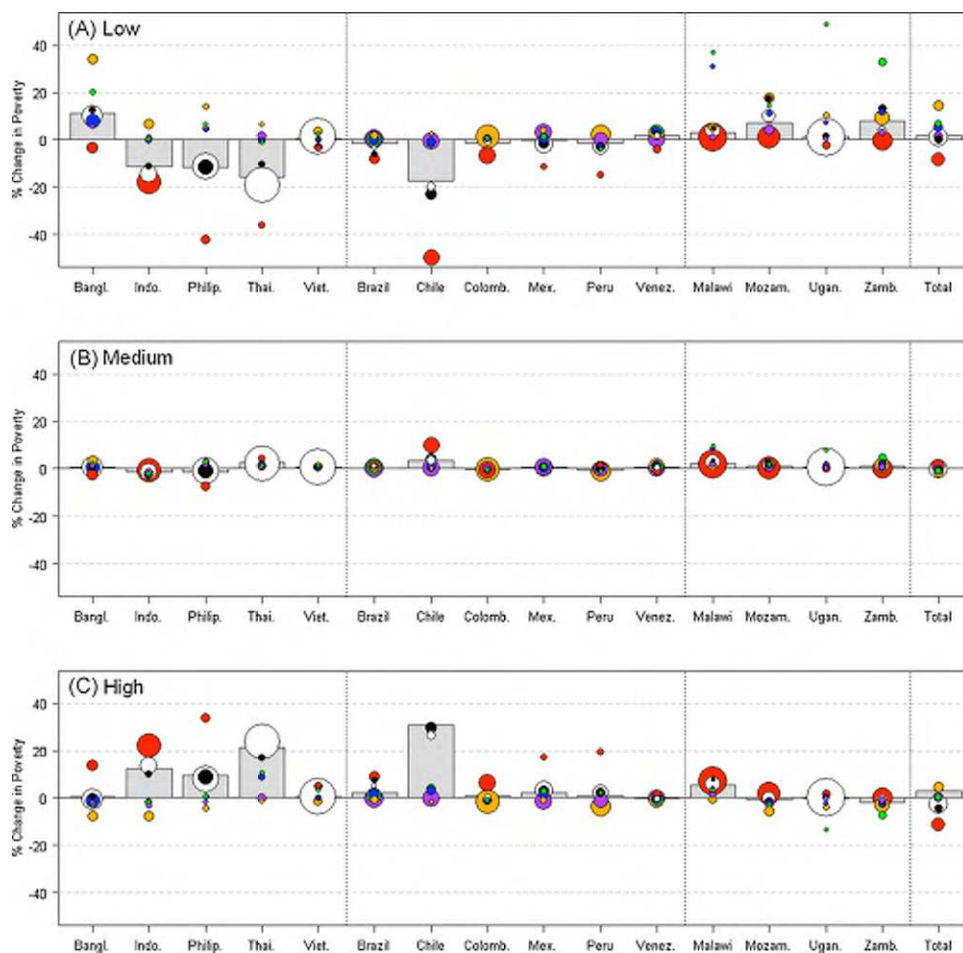 (A) Low
% Change in Poverty
40
20
0
-20
-40
Bangl. Indo. Philip. Thai. Viet. Brazil Chile Colomb. Mex. Peru Venez. Malawi Mozam. Ugan. Zamb. Total
(B) Medium
% Change in Poverty
40
20
0
-20
-40
Bangl. Indo. Philip. Thai. Viet. Brazil Chile Colomb. Mex. Peru Venez. Malawi Mozam. Ugan. Zamb. Total
(C) High
% Change in Poverty
40
20
0
-20
-40
Bangl. Indo. Philip. Thai. Viet. Brazil Chile Colomb. Mex. Peru Venez. Malawi Mozam. Ugan. Zamb. Total